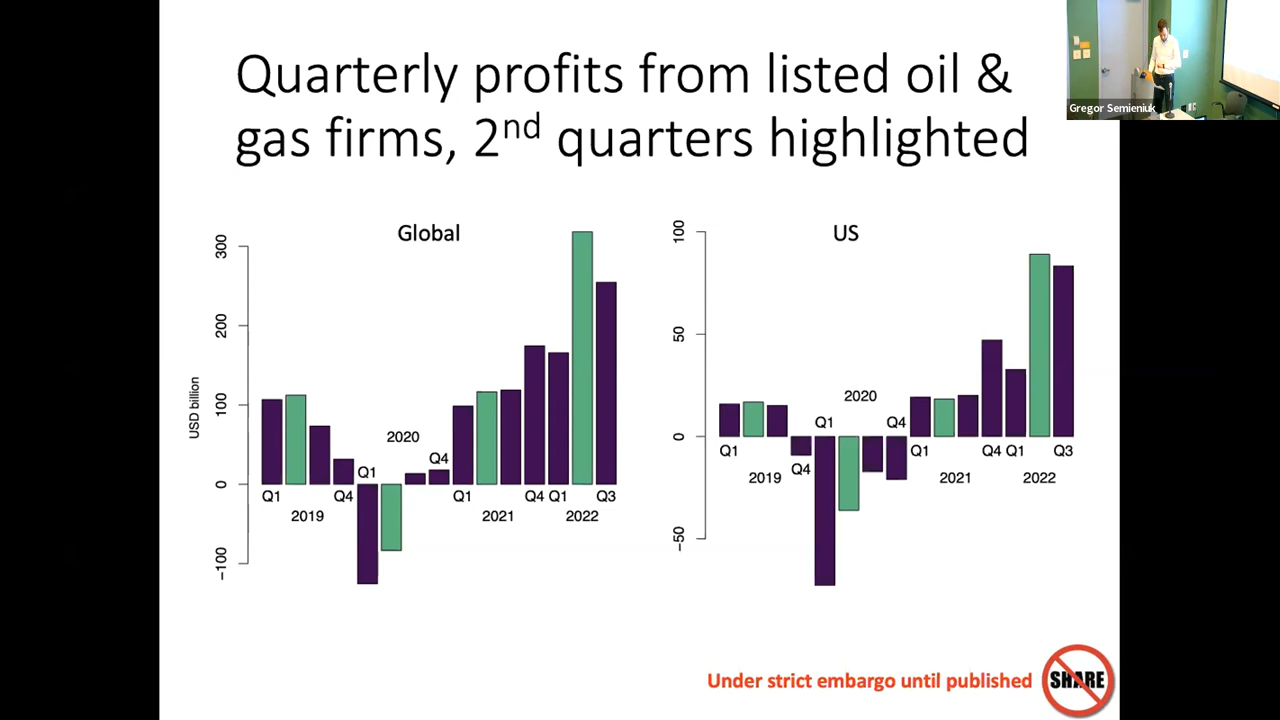 Quarterly profits from listed oil &
gas firms, 2nd quarters highlighted
Gregor Semieniuk
Global
USD billion
300
200
100
0
−100
Q1
Q4
Q1
Q4
Q1
Q4
Q1
Q3
2019
2020
2021
2022
US
100
50
0
−50
Q1
Q4
Q1
Q4
Q1
Q4
Q1
Q3
2019
2020
2021
2022
Under strict embargo until published
SHARE